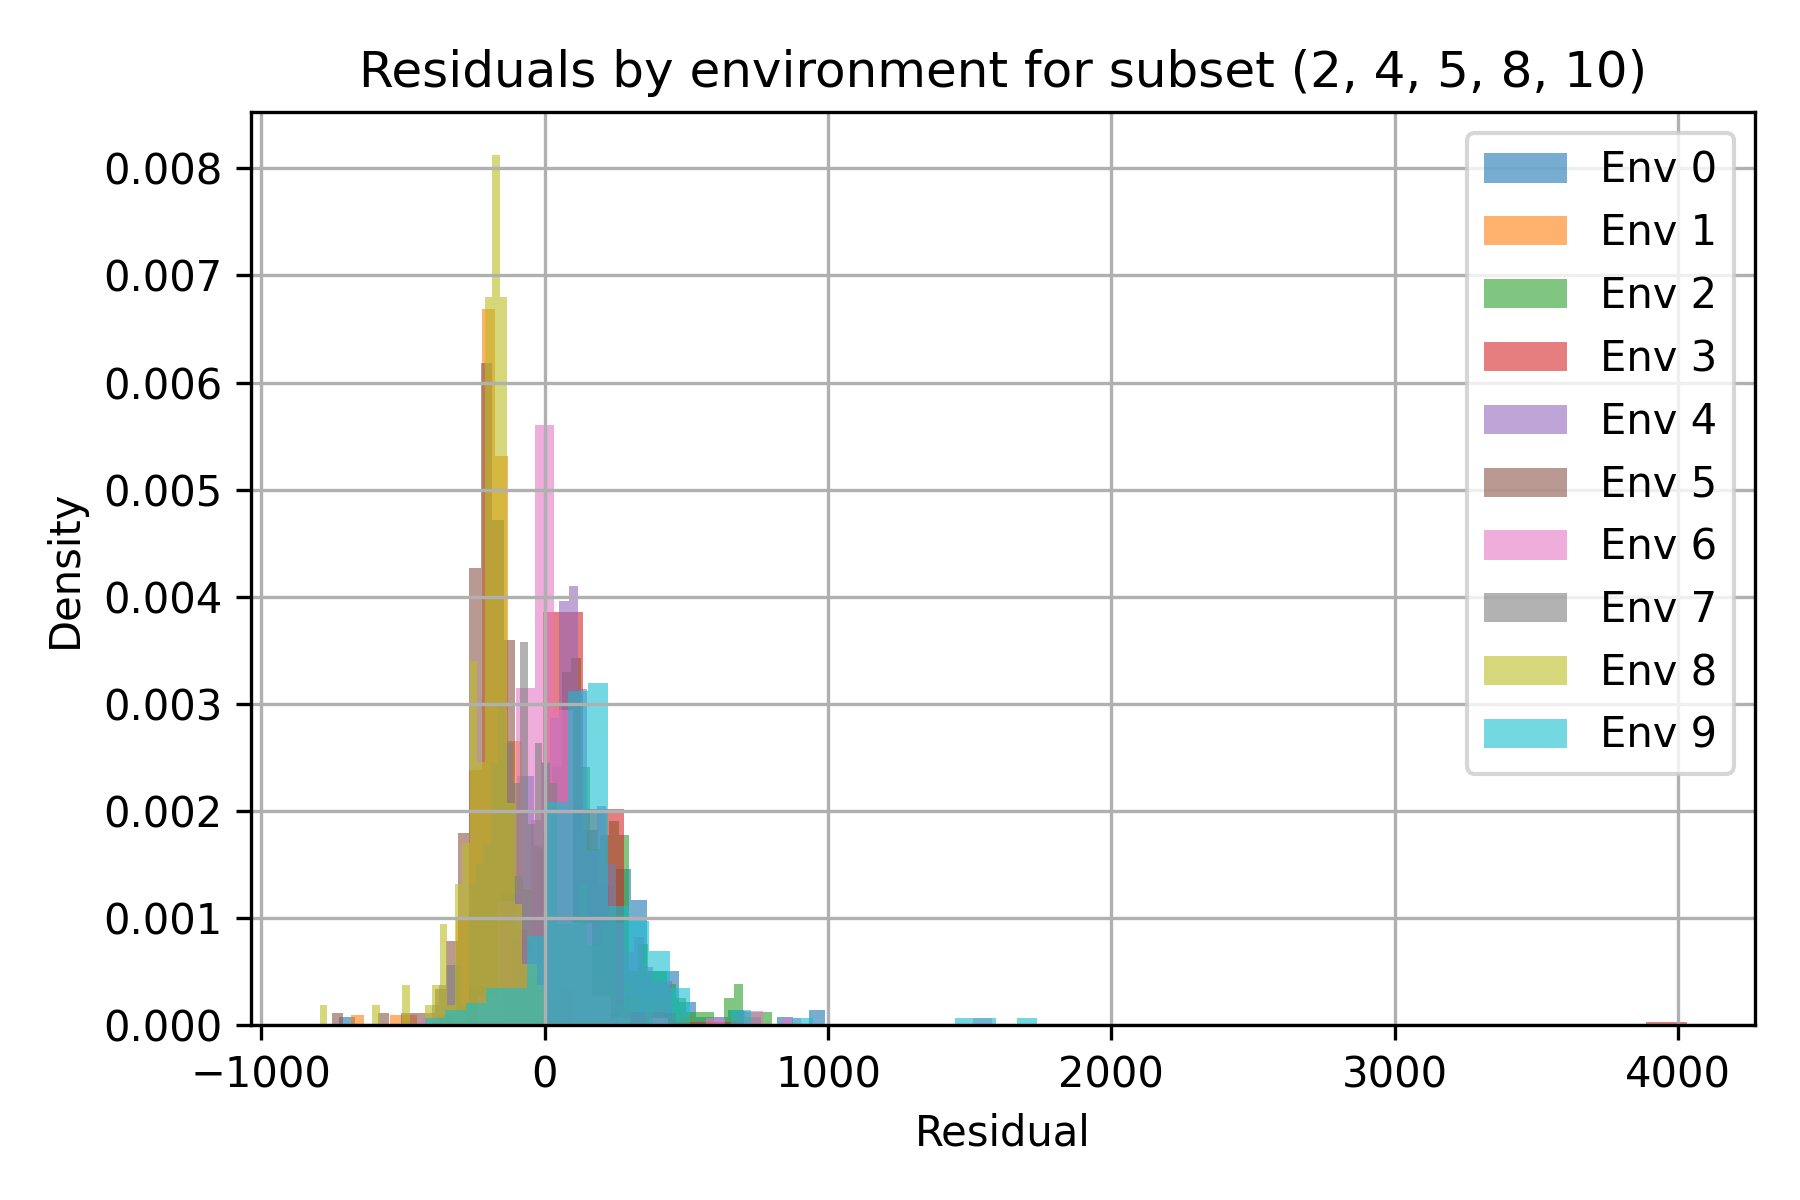 Residuals by environment for subset (2, 4, 5, 8, 10)
0.008
0.007
0.006
0.005
0.004
0.003
0.002
0.001
0.000
Density
−1000
0
1000
2000
3000
4000
Residual
Env 0
Env 1
Env 2
Env 3
Env 4
Env 5
Env 6
Env 7
Env 8
Env 9